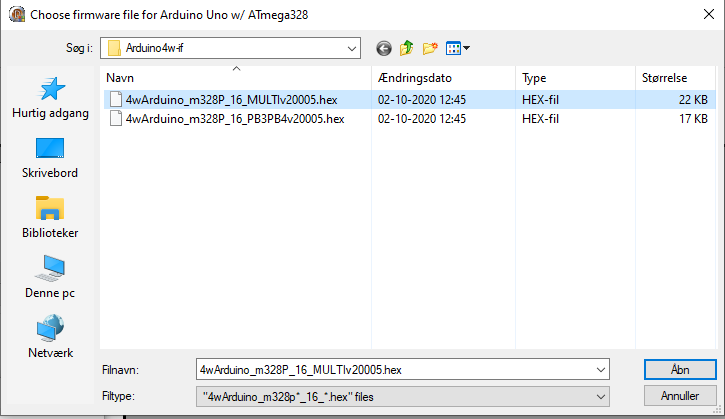 Choose firmware file for Arduino Uno w/ ATmega328
Søg i: Arduino4w-if
Navn Ændringsdato Type Størrelse
4wArduino_m328P_16_MULTIv20005.hex 02-10-2020 12:45 HEX-fil 22 KB
4wArduino_m328P_16_PB3PB4v20005.hex 02-10-2020 12:45 HEX-fil 17 KB
Hurtig adgang
Skrivebord
Biblioteker
Denne pc
Netværk
Filnavn: 4wArduino_m328P_16_MULTIv20005.hex Åbn
Filtype: "4wArduino_m328p*_16_*.hex" files Annuller